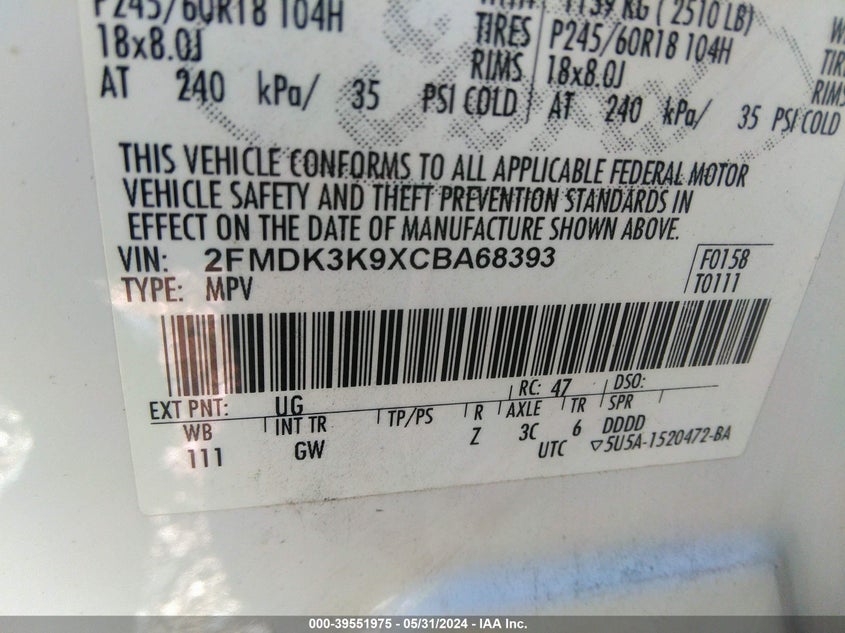 P245/60R18 104H
18x8.0J
AT 240 kPa/ 35 PSI COLD
1139 KG ( 2510 LB)
TIRES P245/60R18 104H
RIMS 18x8.0J
AT 240 kPa/ 35 PSI COLD
THIS VEHICLE CONFORMS TO ALL APPLICABLE FEDERAL MOTOR
VEHICLE SAFETY AND THEFT PREVENTION STANDARDS IN
EFFECT ON THE DATE OF MANUFACTURE SHOWN ABOVE.
VIN: 2FMDK3K9XCBA68393
F0158
TYPE: MPV
T0111
EXT PNT: UG RC: 47 DSO:
WB INT TR TP/PS R AXLE TR SPR
111 GW Z 3C 6 DDDD
UTC ▽5U5A-1520472-BA
000-39551975 - 05/31/2024 - IAA Inc.